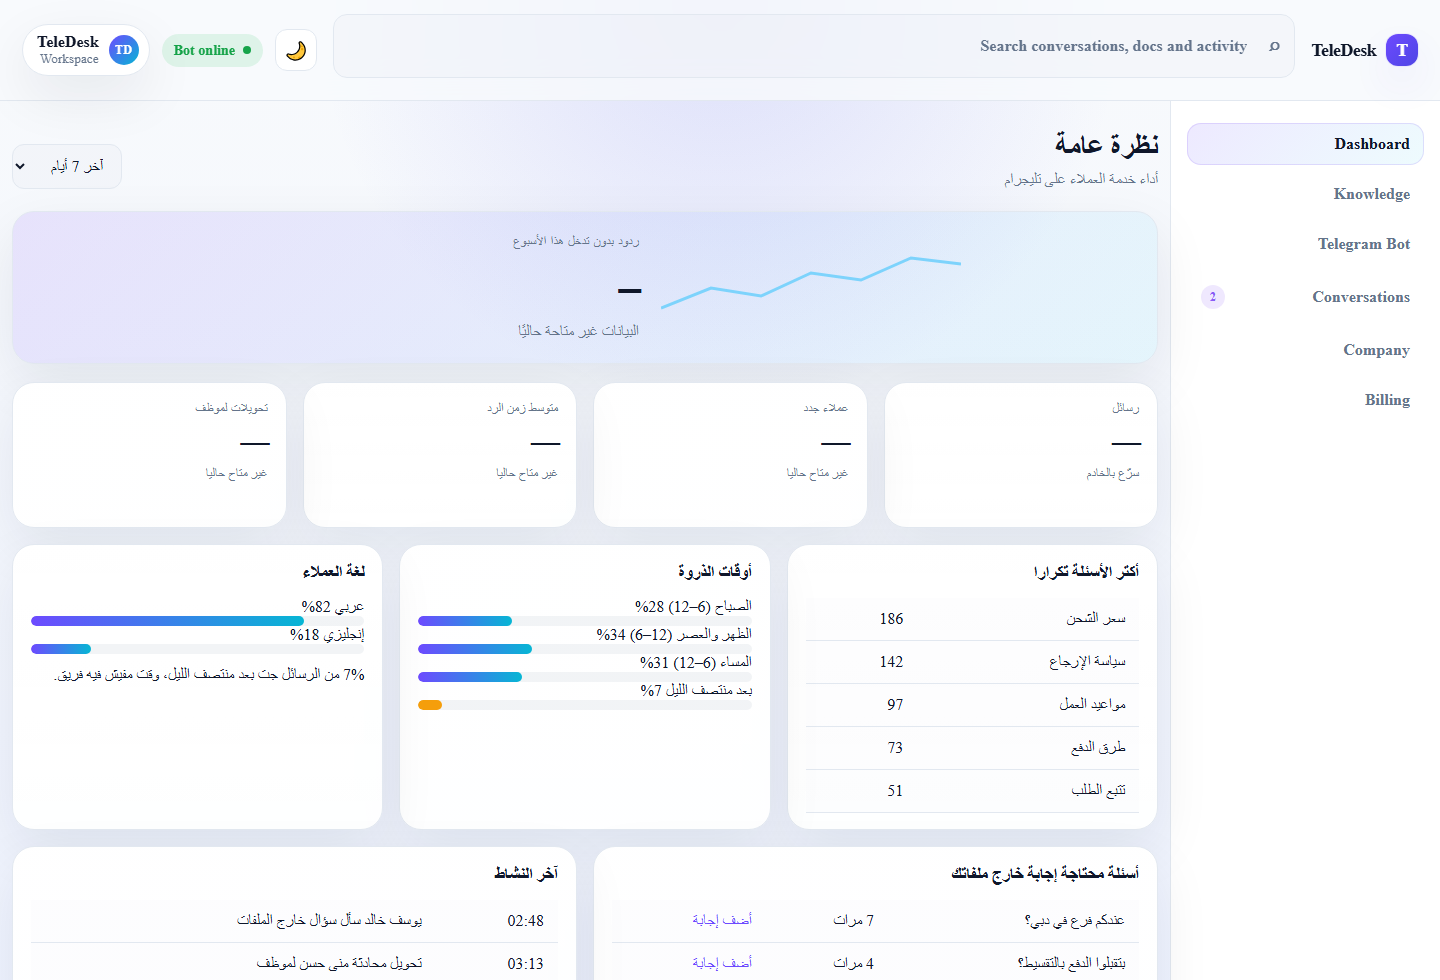 T TeleDesk
Search conversations, docs and activity
Bot online
TD TeleDesk
Workspace
Dashboard
Knowledge
Telegram Bot
Conversations 2
Company
Billing
نظرة عامة
أداء خدمة العملاء على تليجرام
آخر 7 أيام
ردود بدون تدخل هذا الأسبوع
—
البيانات غير متاحة حاليًا
رسائل
—
سرّع بالخادم
عملاء جدد
—
غير متاح حاليا
متوسط زمن الرد
—
غير متاح حاليا
تحويلات لموظف
—
غير متاح حاليا
أكثر الأسئلة تكرارا
سعر الشحن 186
سياسة الإرجاع 142
مواعيد العمل 97
طرق الدفع 73
تتبع الطلب 51
أوقات الذروة
الصباح (6–12) 28%
الظهر والعصر (12–6) 34%
المساء (6–12) 31%
بعد منتصف الليل 7%
لغة العملاء
عربي 82%
إنجليزي 18%
7% من الرسائل جت بعد منتصف الليل، وقت مفيش فيه فريق.
أسئلة محتاجة إجابة خارج ملفاتك
عندكم فرع في دبي؟ 7 مرات أضف إجابة
بتقبلوا الدفع بالتقسيط؟ 4 مرات أضف إجابة
آخر النشاط
02:48 يوسف خالد سأل سؤال خارج الملفات
03:13 تحويل محادثة منى حسن لموظف